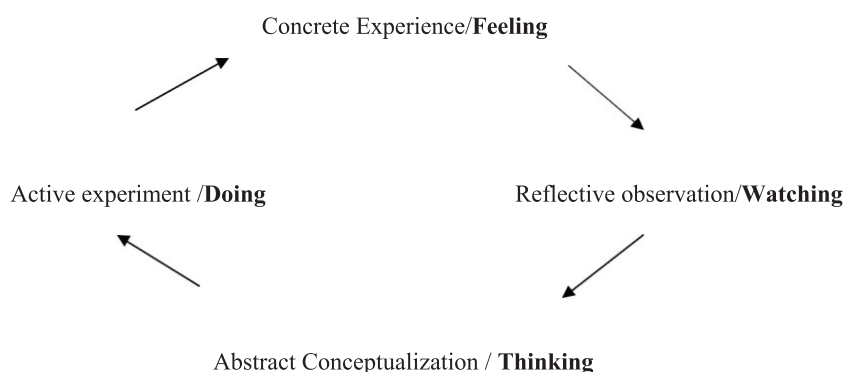 Concrete Experience/Feeling
Active experiment /Doing
Reflective observation/Watching
Abstract Conceptualization / Thinking